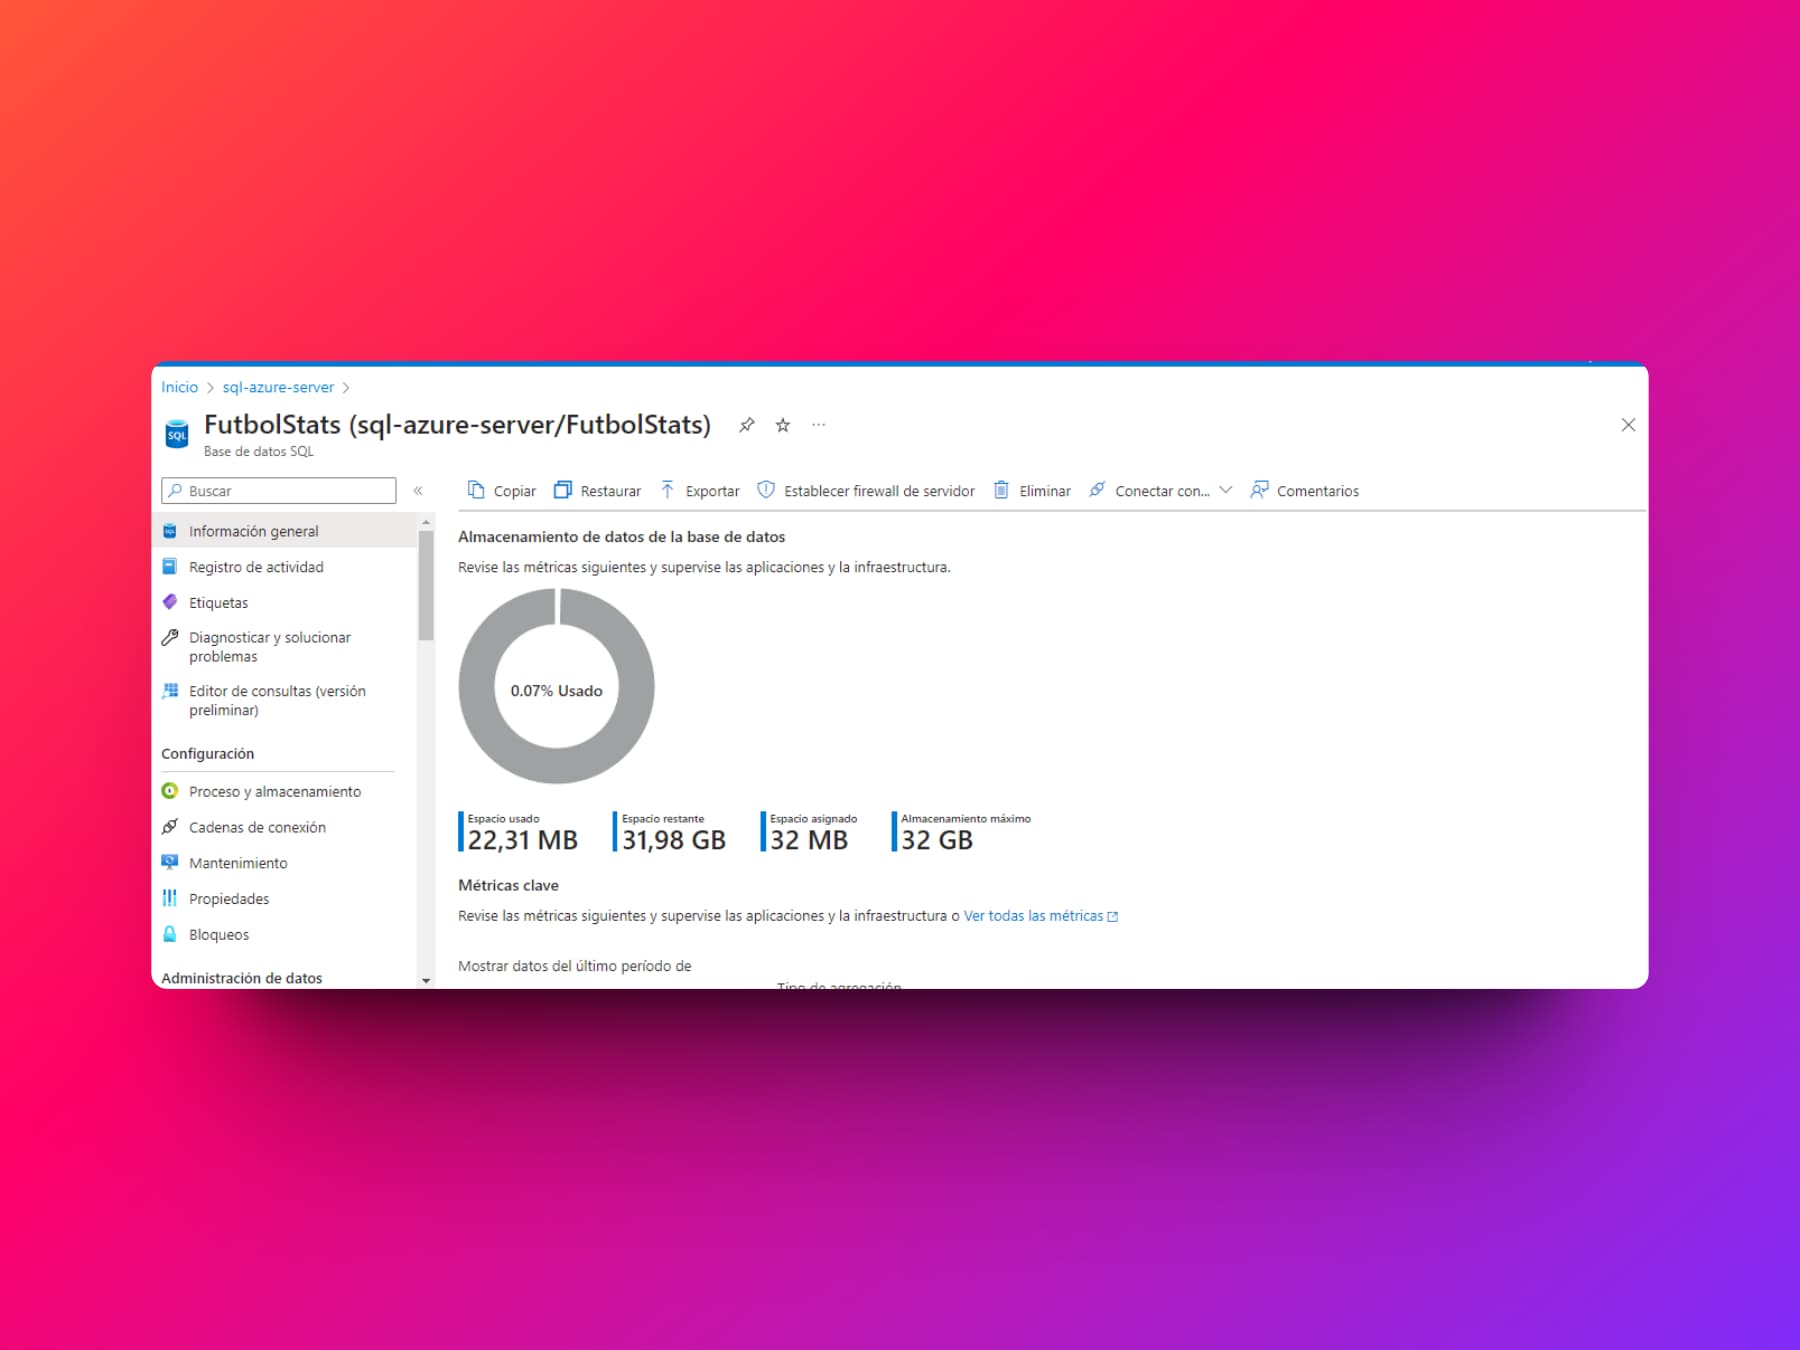 Inicio > sql-azure-server >
FutbolStats (sql-azure-server/FutbolStats)
SQL
Base de datos SQL
Buscar
Copiar Restaurar Exportar Establecer firewall de servidor Eliminar Conectar con... Comentarios
Información general
Registro de actividad
Etiquetas
Diagnosticar y solucionar
problemas
Editor de consultas (versión
preliminar)
Configuración
Proceso y almacenamiento
Cadenas de conexión
Mantenimiento
Propiedades
Bloqueos
Administración de datos
Almacenamiento de datos de la base de datos
Revise las métricas siguientes y supervise las aplicaciones y la infraestructura.
0.07% Usado
Espacio usado
22,31 MB
Espacio restante
31,98 GB
Espacio asignado
32 MB
Almacenamiento máximo
32 GB
Métricas clave
Revise las métricas siguientes y supervise las aplicaciones y la infraestructura o Ver todas las métricas
Mostrar datos del último período de
Tipo de agregación